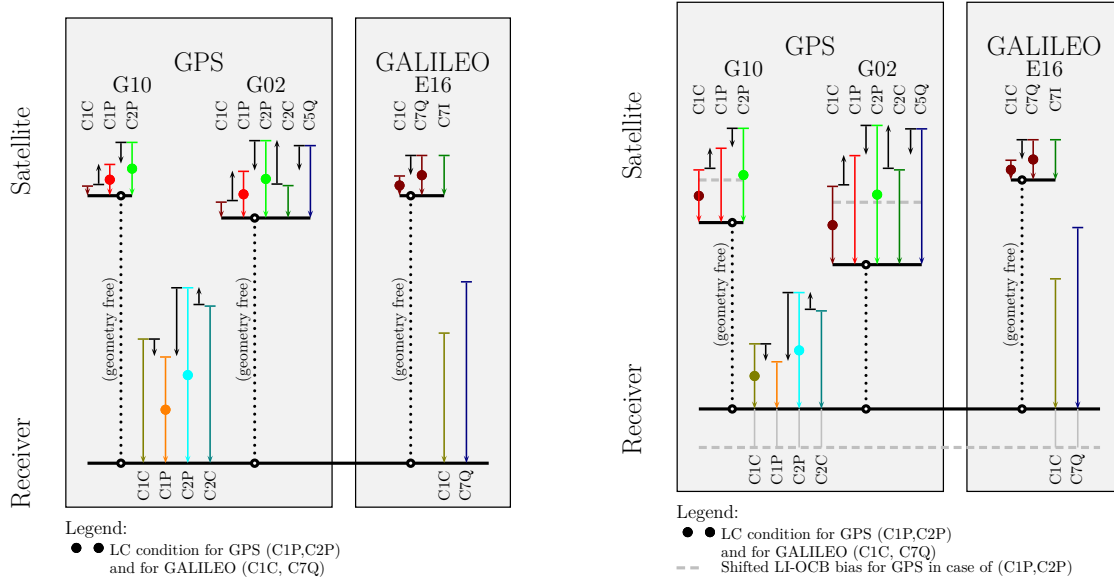 GPS
GALILEO
G10
G02
E16
C1C
C1P
C2P
C1C
C1P
C2P
C2C
C5Q
C1C
C7Q
C7I
Satellite
(geometry free)
(geometry free)
(geometry free)
Receiver
C1C
C1P
C2P
C2C
C1C
C7Q
Legend:
LC condition for GPS (C1P,C2P)
and for GALILEO (C1C, C7Q)
GPS
GALILEO
G10
G02
E16
C1C
C1P
C2P
C1C
C1P
C2P
C2C
C5Q
C1C
C7Q
C7I
Satellite
(geometry free)
(geometry free)
(geometry free)
Receiver
C1C
C1P
C2P
C2C
C1C
C7Q
Legend:
LC condition for GPS (C1P,C2P)
and for GALILEO (C1C, C7Q)
Shifted LI-OCB bias for GPS in case of (C1P,C2P)